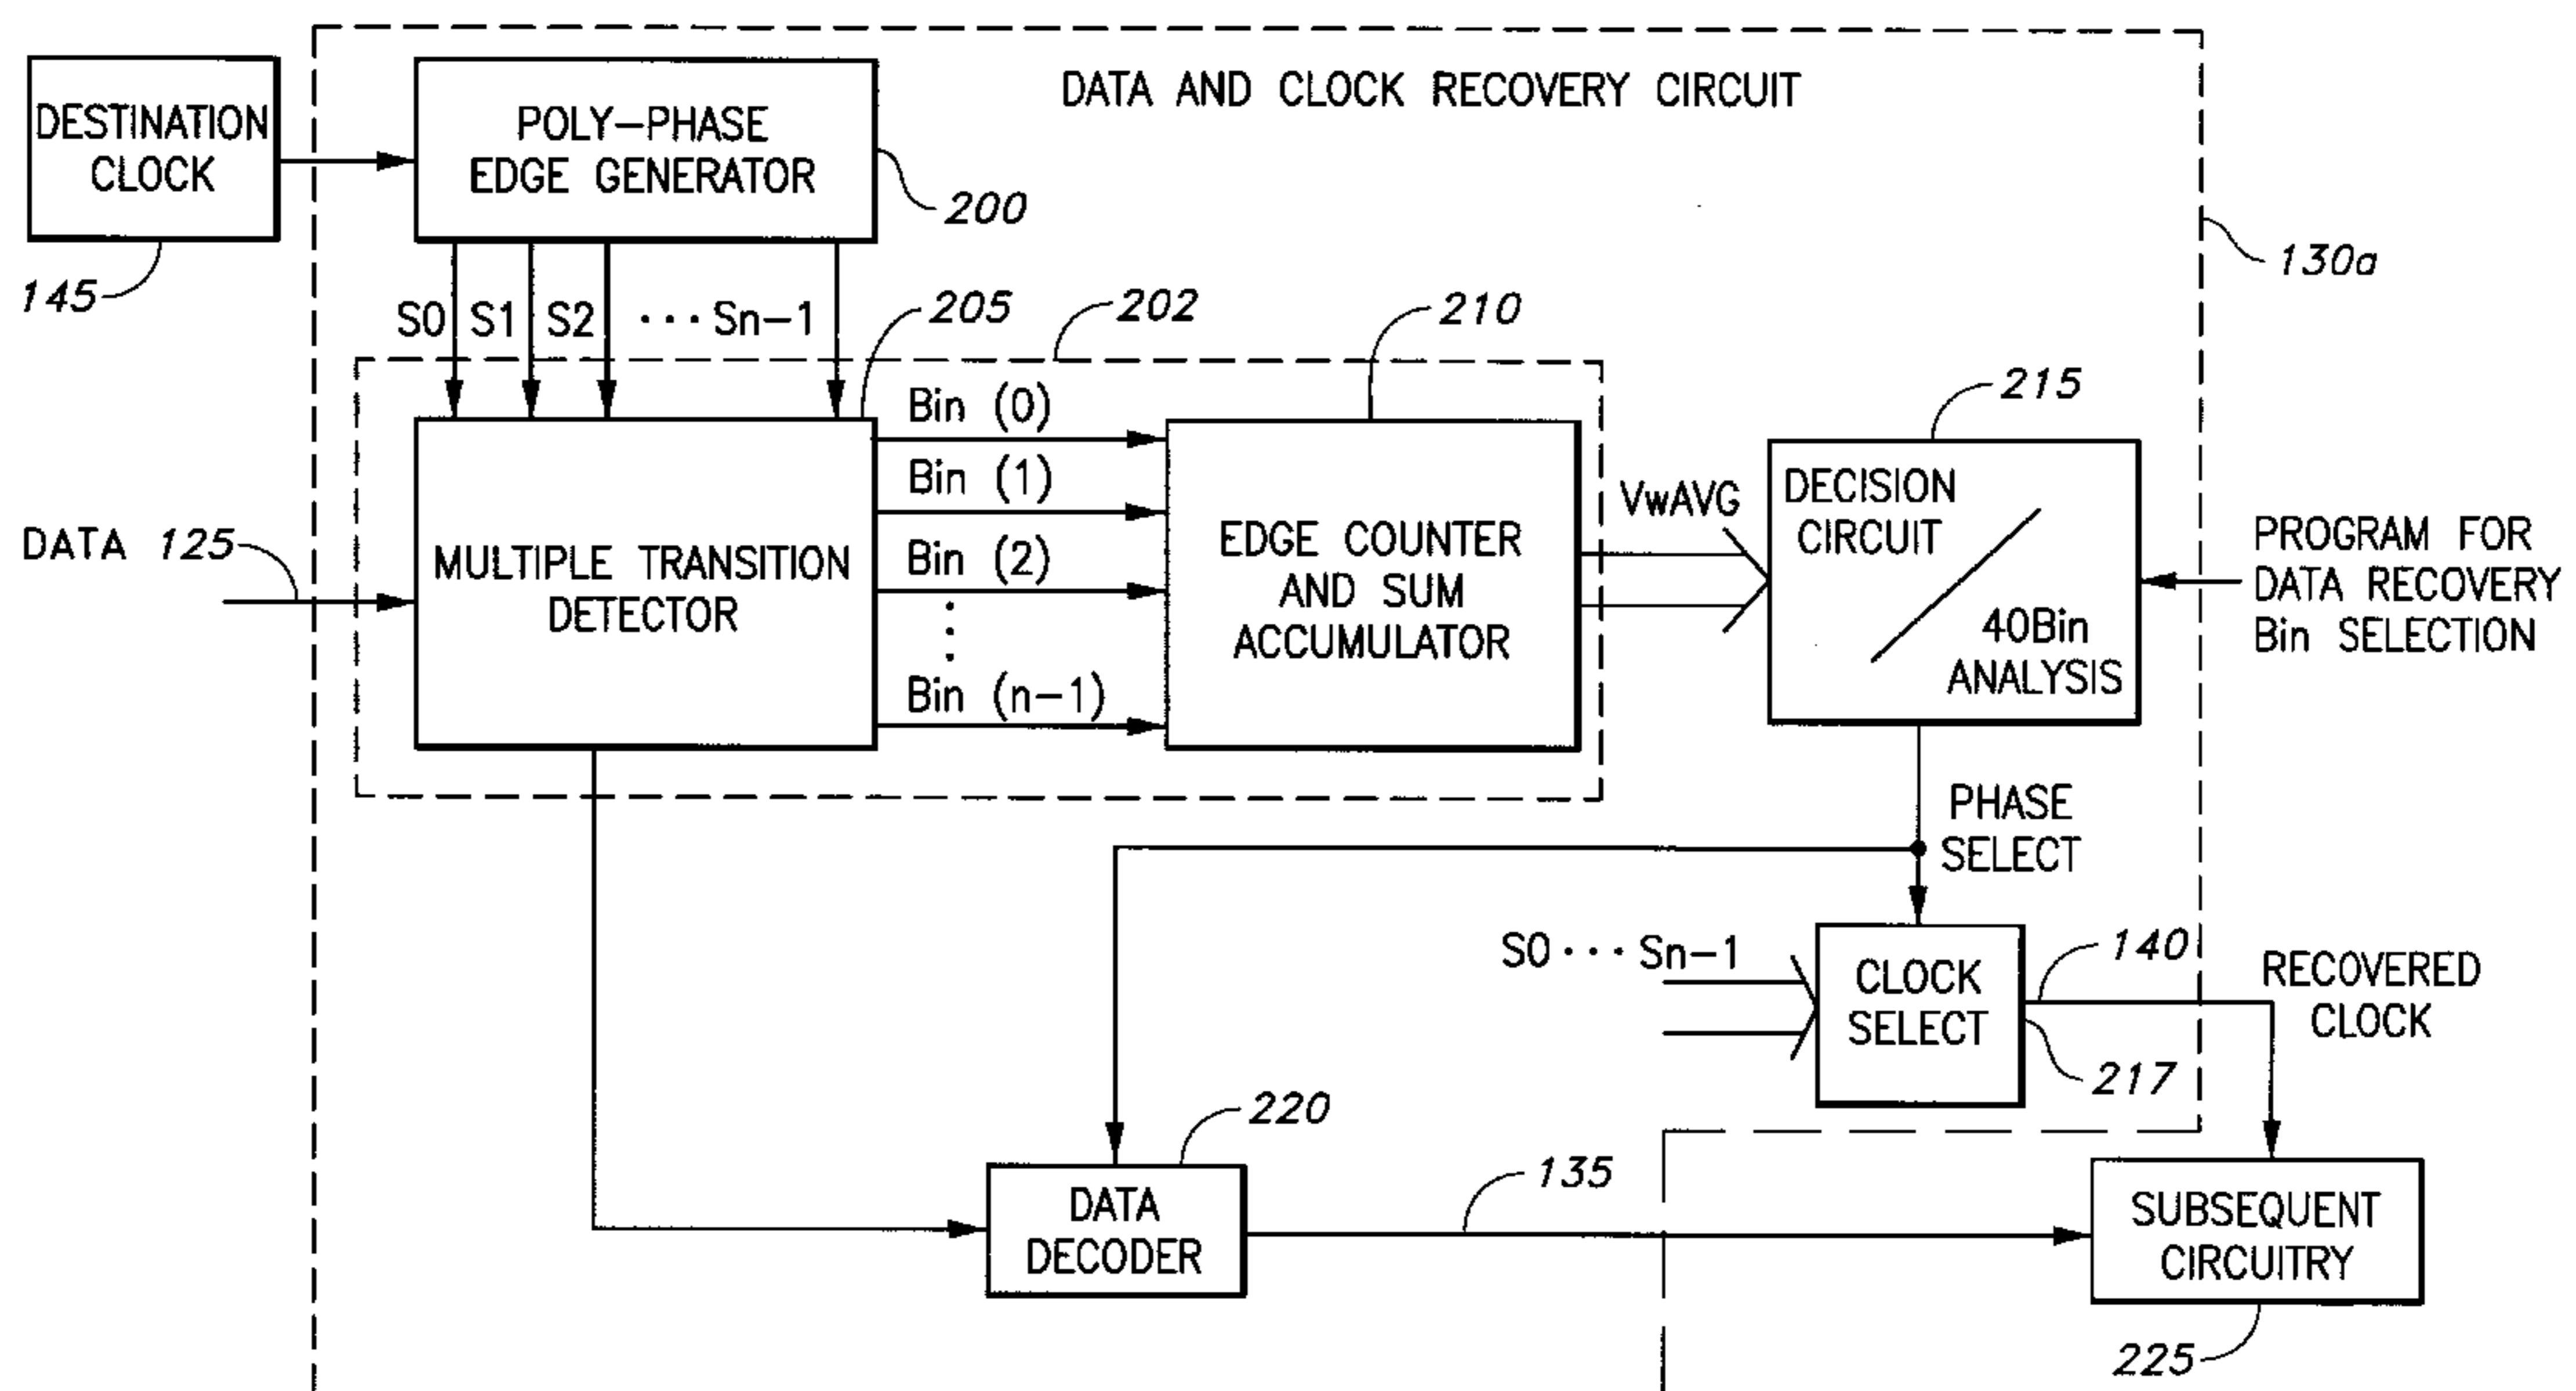 DATA AND CLOCK RECOVERY CIRCUIT
DESTINATION
CLOCK
145
POLY-PHASE
EDGE GENERATOR
200
130a
S0
S1
S2
··· Sn-1
205
202
210
215
DATA 125
MULTIPLE TRANSITION
DETECTOR
Bin (0)
Bin (1)
Bin (2)
Bin (n-1)
EDGE COUNTER
AND SUM
ACCUMULATOR
VwAVG
DECISION
CIRCUIT
40Bin
ANALYSIS
PROGRAM FOR
DATA RECOVERY
Bin SELECTION
PHASE
SELECT
S0 ··· Sn-1
CLOCK
SELECT
140
217
RECOVERED
CLOCK
220
DATA
DECODER
135
SUBSEQUENT
CIRCUITRY
225